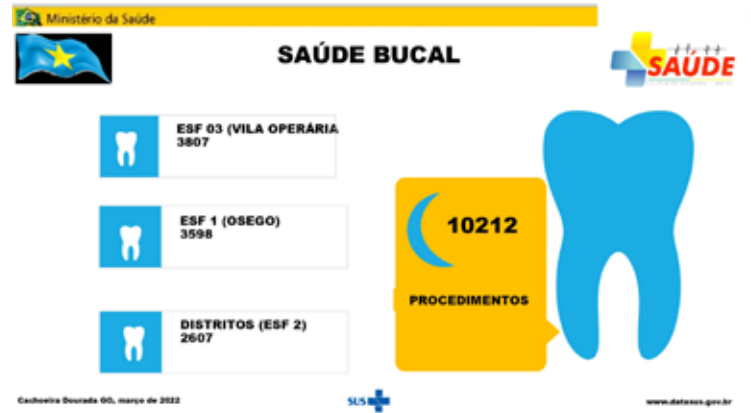 Ministério da Saúde
SAÚDE BUCAL
SAÚDE
ESF 03 (VILA OPERÁRIA
3807
ESF 1 (OSEGO)
3598
DISTRITOS (ESF 2)
2607
10212
PROCEDIMENTOS
Cachoeira Dourada GO, março de 2022
SUS
www.datasus.gov.br